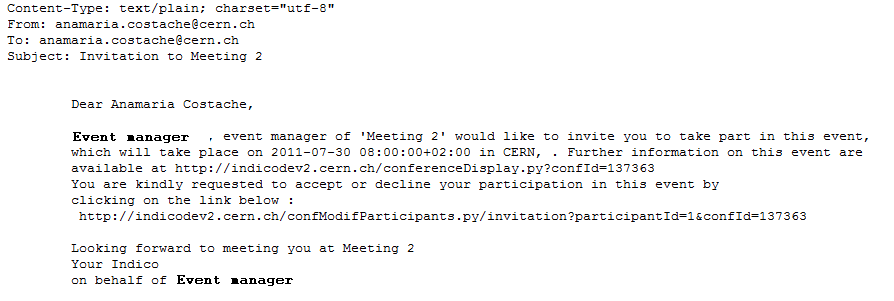 Content-Type: text/plain; charset="utf-8"
From: anamaria.costache@cern.ch
To: anamaria.costache@cern.ch
Subject: Invitation to Meeting 2
Dear Anamaria Costache,
Event manager , event manager of 'Meeting 2' would like to invite you to take part in this event,
which will take place on 2011-07-30 08:00:00+02:00 in CERN, . Further information on this event are
available at http://indicodev2.cern.ch/conferenceDisplay.py?confId=137363
You are kindly requested to accept or decline your participation in this event by
clicking on the link below :
http://indicodev2.cern.ch/confModifParticipants.py/invitation?participantId=1&confId=137363
Looking forward to meeting you at Meeting 2
Your Indico
on behalf of Event manager